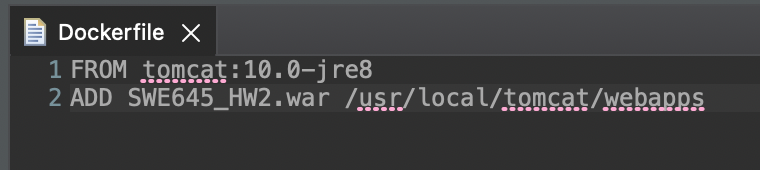 Dockerfile
1 FROM tomcat:10.0-jre8
2 ADD SWE645_HW2.war /usr/local/tomcat/webapps